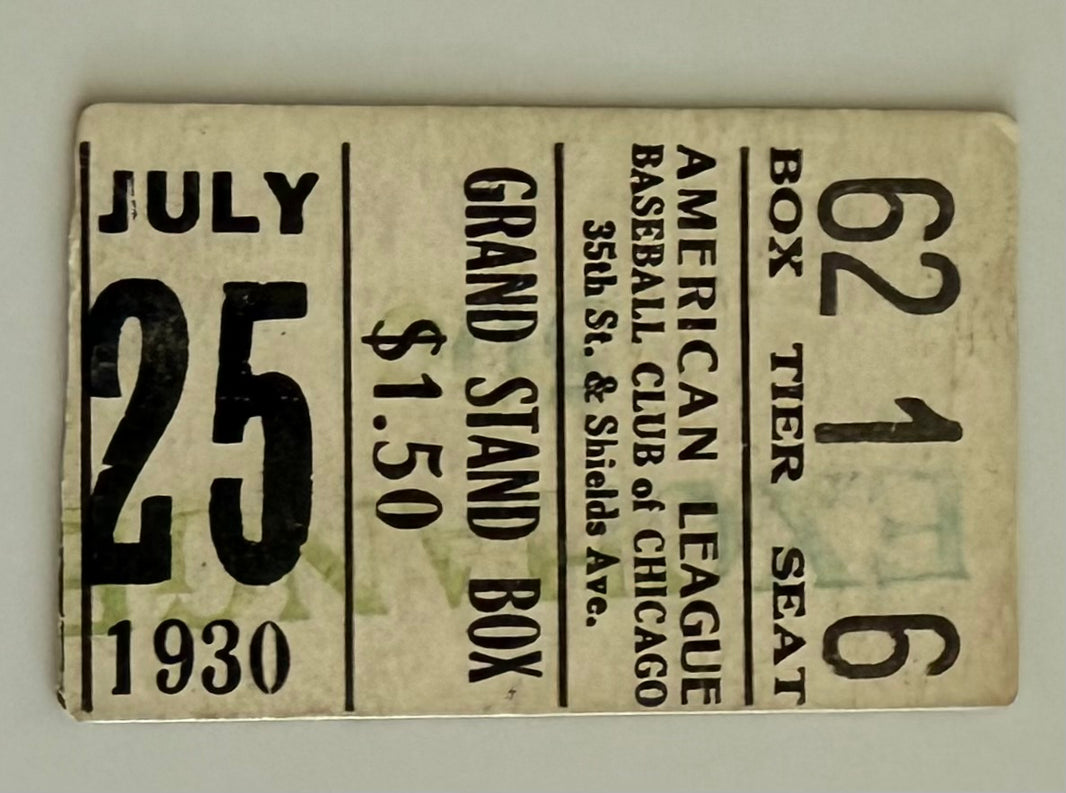 62 1 6
BOX TIER SEAT
AMERICAN LEAGUE
BASEBALL CLUB of CHICAGO
35th St. & Shields Ave.
GRAND STAND BOX
$1.50
JULY
25
1930